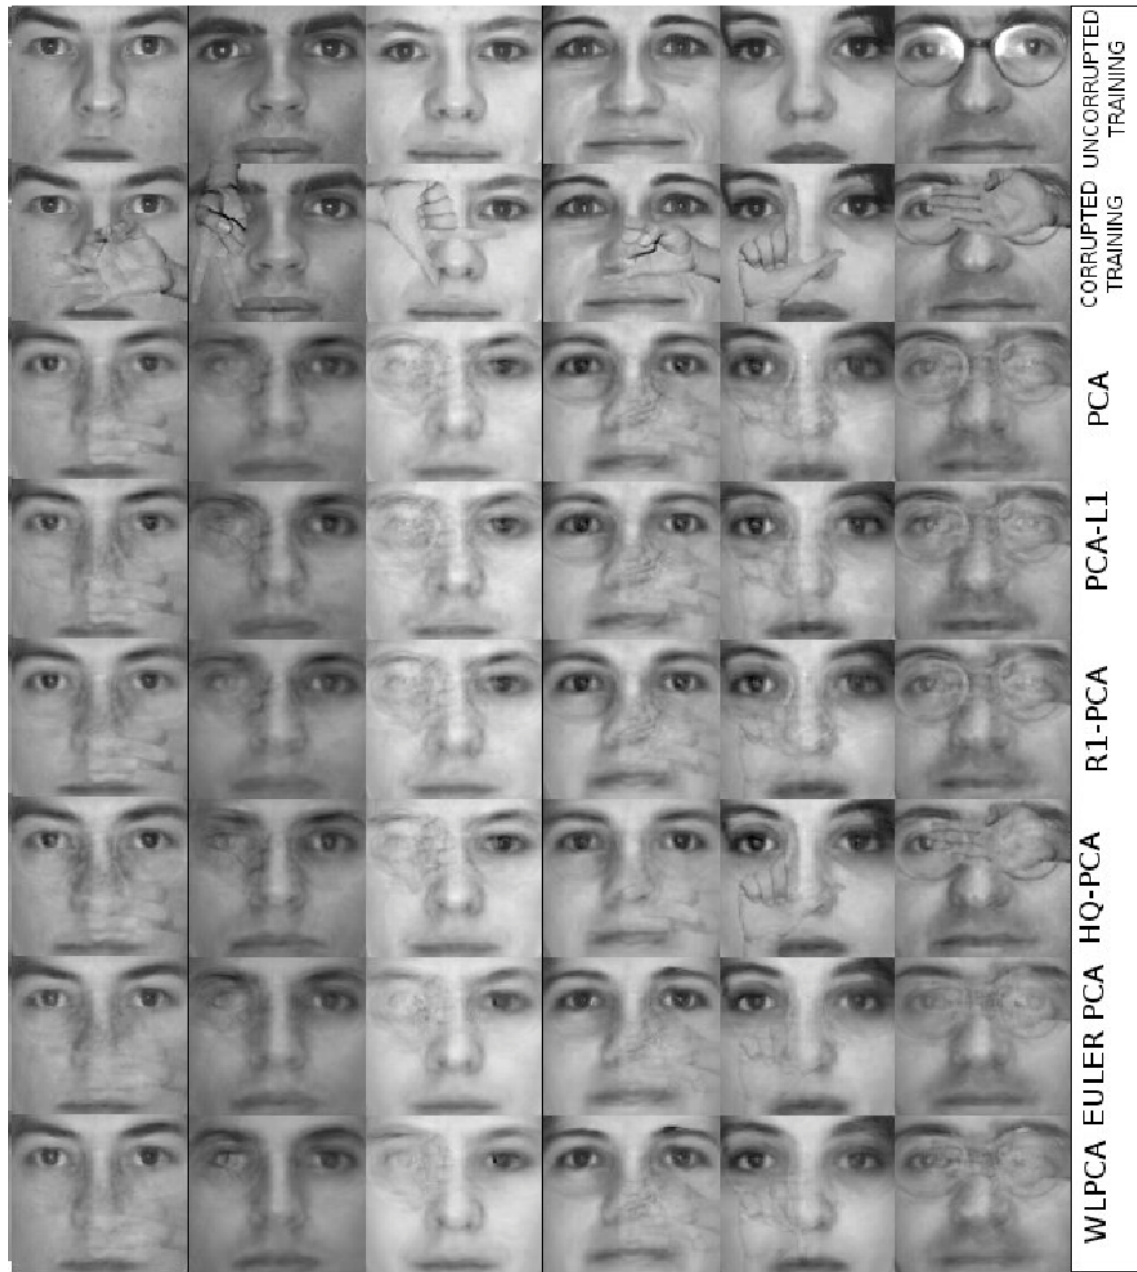 UNCORRUPTED
TRAINING
CORRUPTED
TRAINING
PCA
PCA-L1
R1-PCA
HQ-PCA
EULER PCA
WLPCA